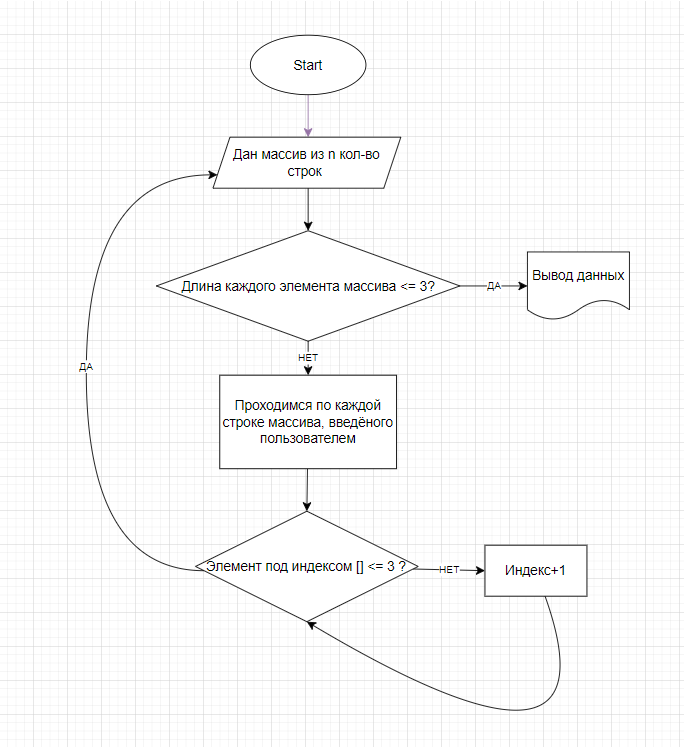 Start
Дан массив из n кол-во
строк
Длина каждого элемента массива <= 3?
ДА
Вывод данных
НЕТ
Проходимся по каждой
строке массива, введёного
пользователем
ДА
Элемент под индексом [] <= 3 ?
НЕТ
Индекс+1